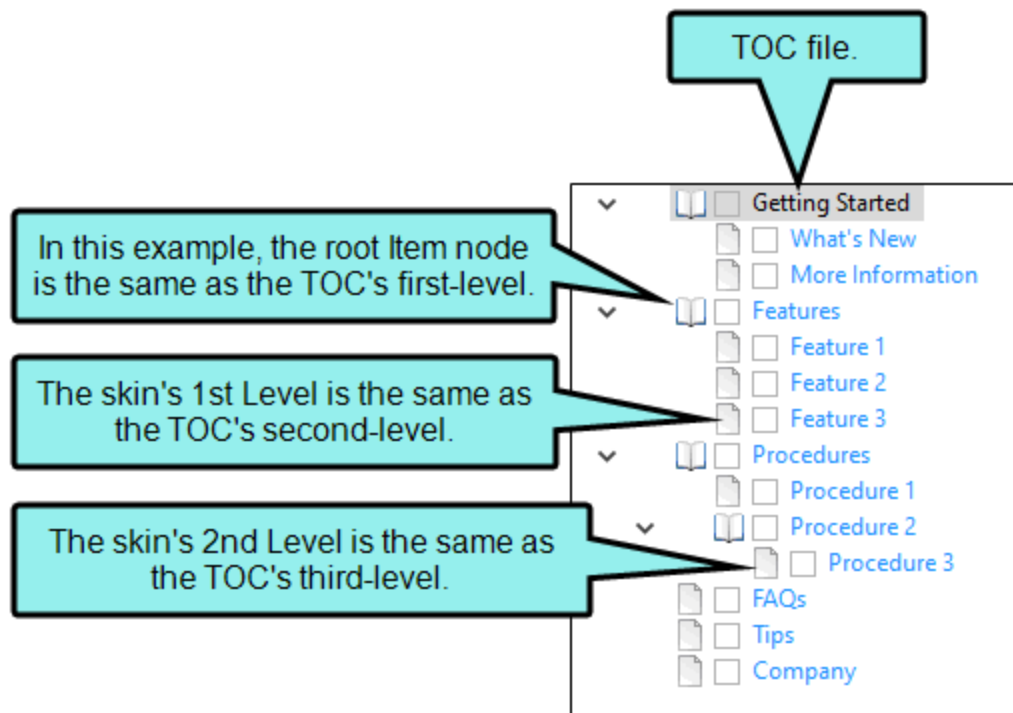 TOC file.
Getting Started
In this example, the root Item node
is the same as the TOC's first-level.
What's New
More Information
Features
Feature 1
The skin's 1st Level is the same as
the TOC's second-level.
Feature 2
Feature 3
Procedures
Procedure 1
The skin's 2nd Level is the same as
the TOC's third-level.
Procedure 2
Procedure 3
FAQs
Tips
Company